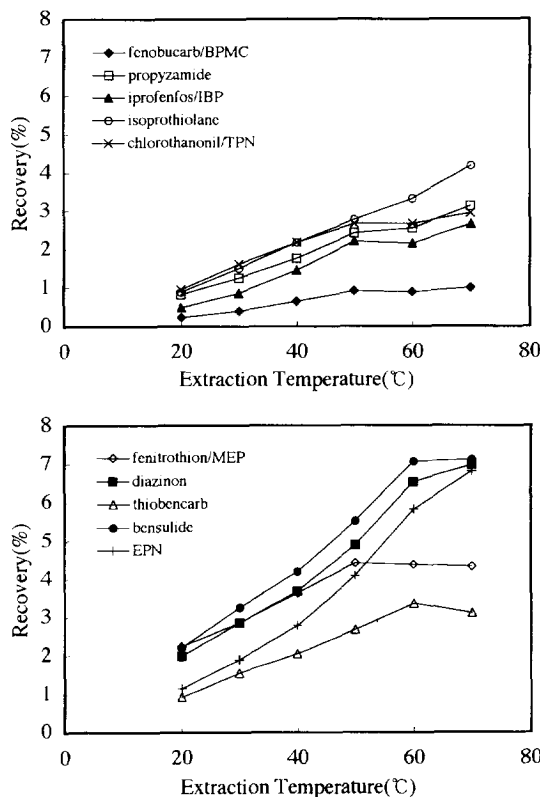 8
7
6
5
4
3
2
1
0
Recovery(%)
fenobucarb/BPMC
propyzamide
iprofenfos/IBP
isoprothiolane
chlorothanonil/TPN
0 20 40 60 80
Extraction Temperature(℃)
8
7
6
5
4
3
2
1
0
Recovery(%)
fenitrothion/MEP
diazinon
thiobencarb
bensulide
EPN
0 20 40 60 80
Extraction Temperature(℃)